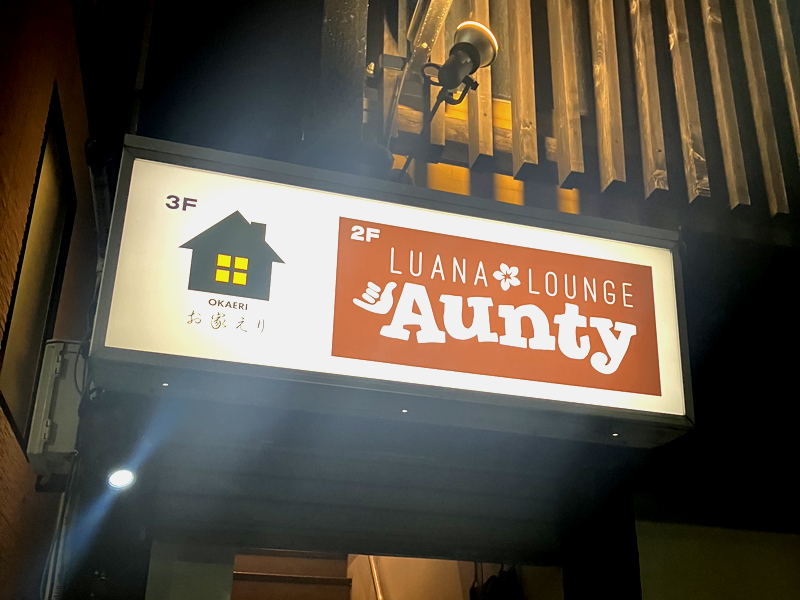 3F
OKAERI
お家えり
2F
LUANA LOUNGE
Aunty